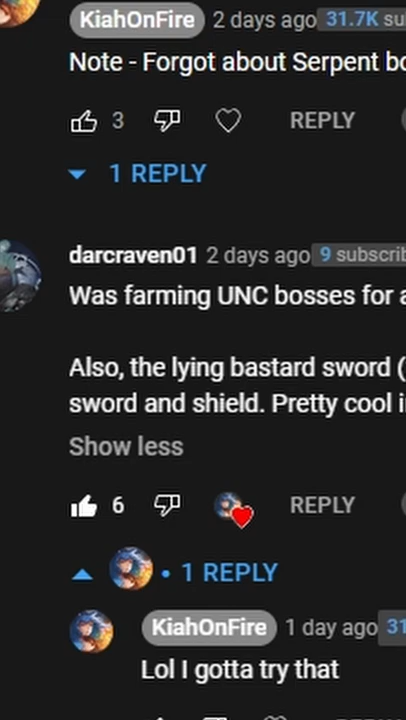 KiahOnFire 2 days ago 31.7K su
Note - Forgot about Serpent bo
3 REPLY
1 REPLY
darcraven01 2 days ago 9 subscrib
Was farming UNC bosses for a
Also, the lying bastard sword (
sword and shield. Pretty cool i
Show less
6 REPLY
• 1 REPLY
KiahOnFire 1 day ago 31
Lol I gotta try that